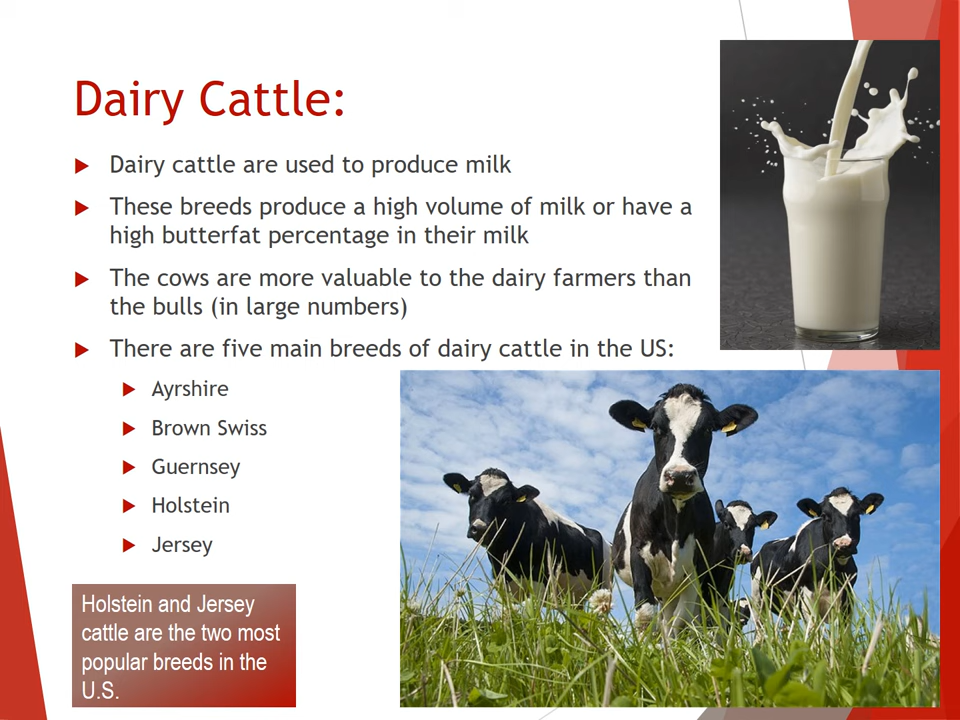 Dairy Cattle:
Dairy cattle are used to produce milk
These breeds produce a high volume of milk or have a
high butterfat percentage in their milk
The cows are more valuable to the dairy farmers than
the bulls (in large numbers)
There are five main breeds of dairy cattle in the US:
Ayrshire
Brown Swiss
Guernsey
Holstein
Jersey
Holstein and Jersey
cattle are the two most
popular breeds in the
U.S.